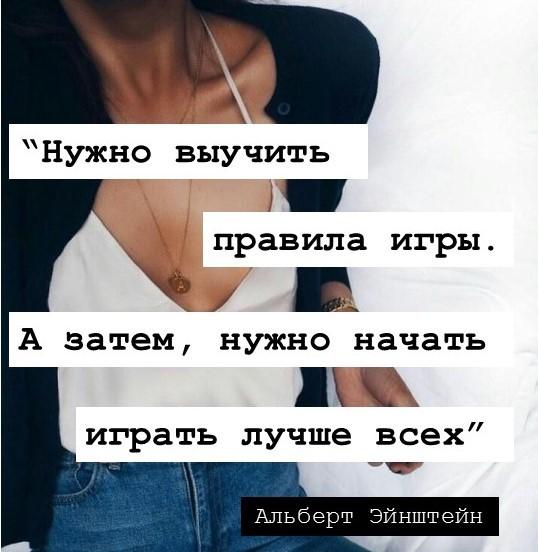 “Нужно выучить
правила игры.
А затем, нужно начать
играть лучше всех”
Альберт Эйнштейн